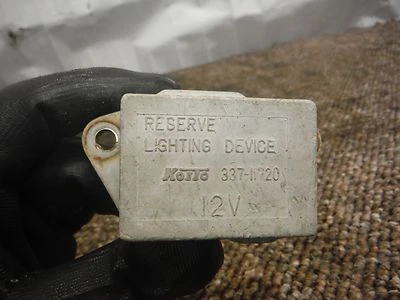 RESERVE
LIGHTING DEVICE
KOITO 337-11720
12V